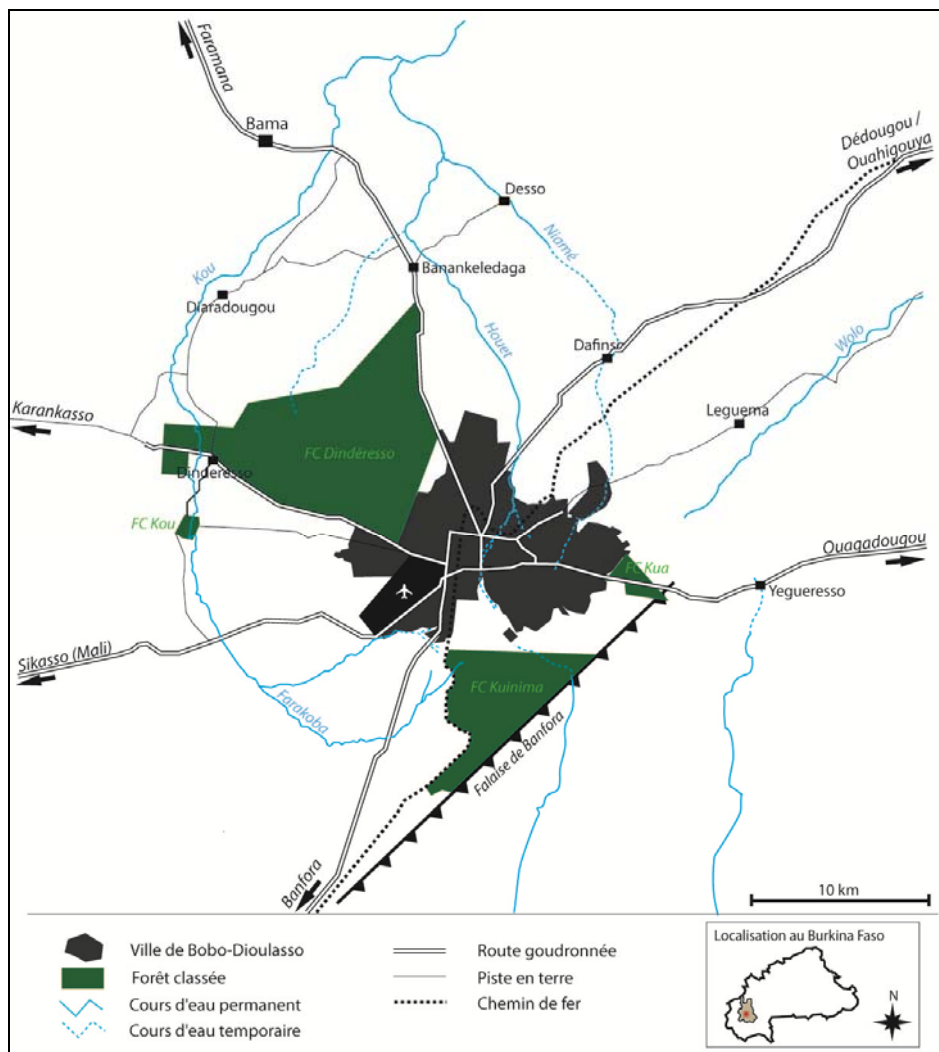 Faramana
Bama
Dédougou /
Ouahigouya
Desso
Niamé
Kou
Banankeledaga
Diaradougou
Houet
Dafinso
Wolo
Karankasso
Leguema
FC Dindéresso
Dinderesso
FC Kou
Ouagadougou
FC Kua
Yegueresso
Sikasso (Mali)
FC Kuinima
Farakoba
Falaise de Banfora
Banfora
10 km
Ville de Bobo-Dioulasso
Forêt classée
Cours d'eau permanent
Cours d'eau temporaire
Route goudronnée
Piste en terre
Chemin de fer
Localisation au Burkina Faso
N